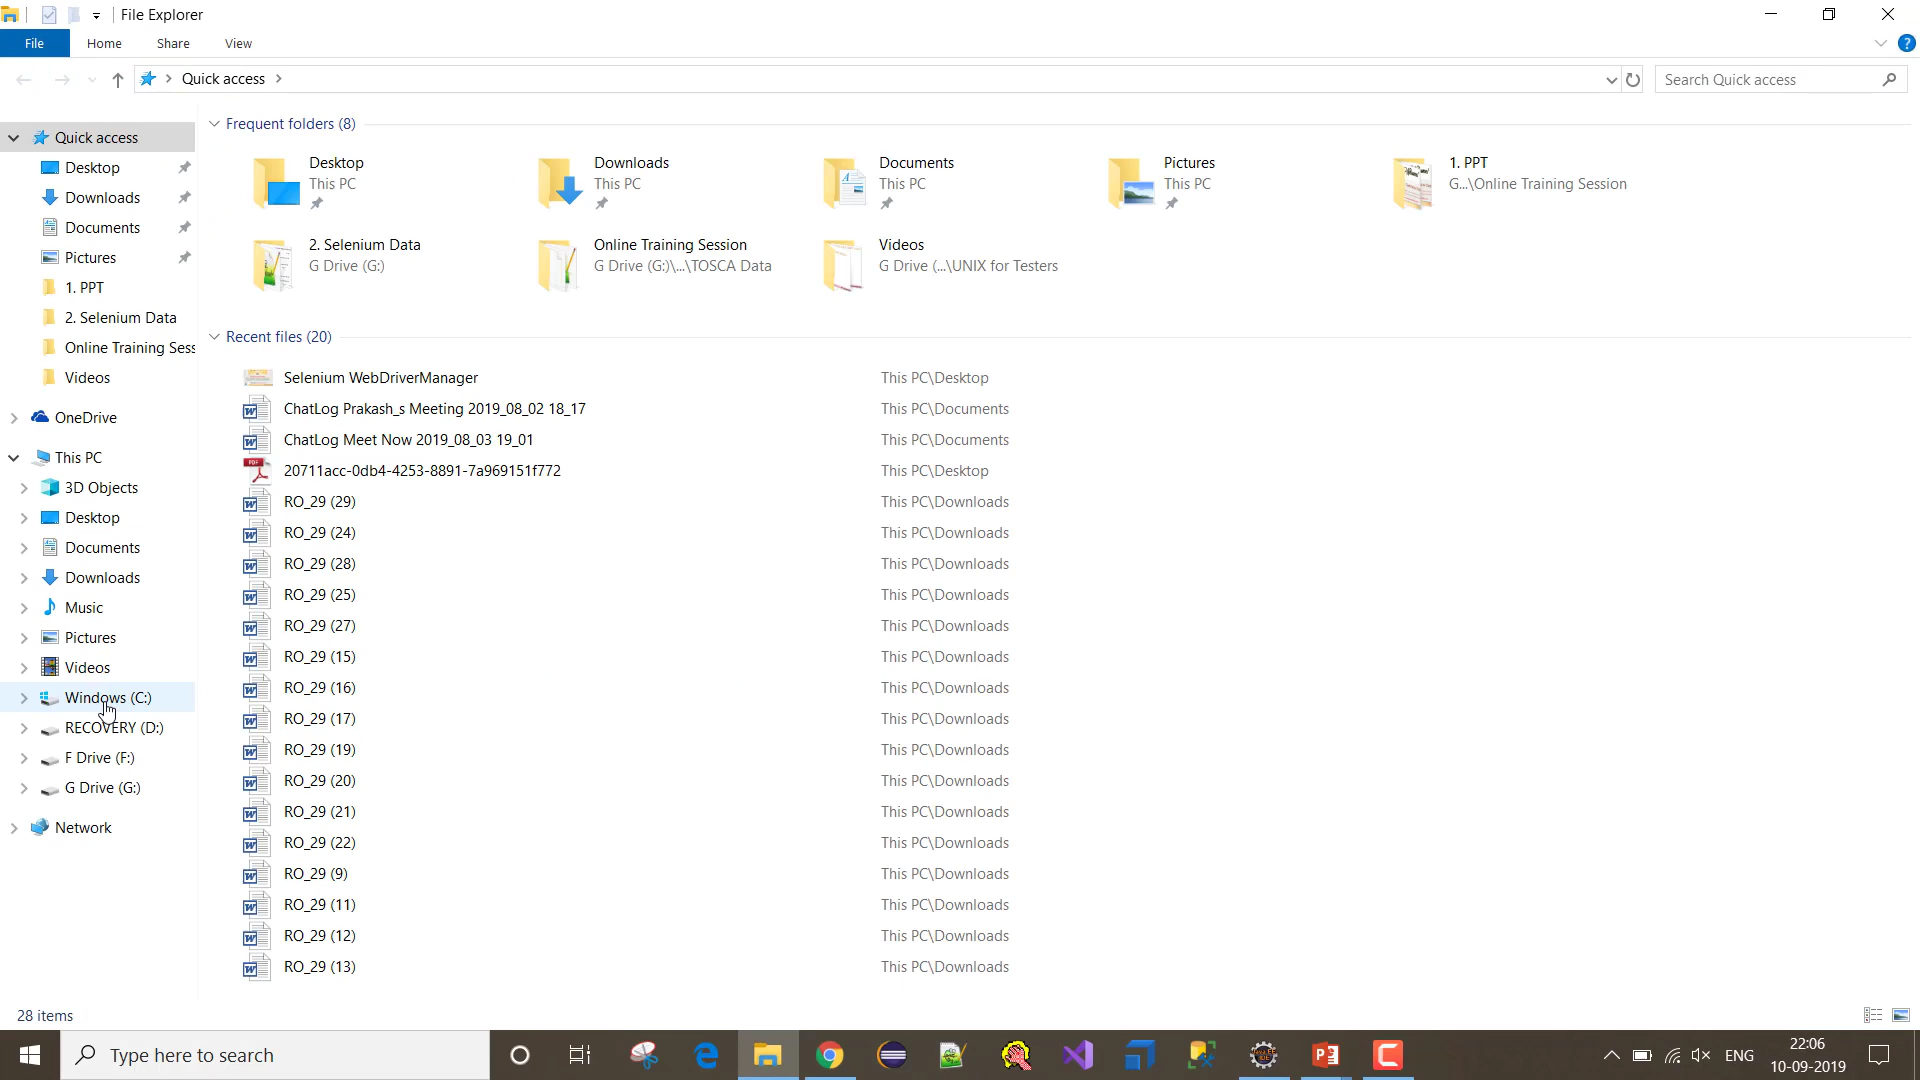 File Explorer
File Home Share View
Quick access
Search Quick access
Quick access
Desktop
Downloads
Documents
Pictures
1. PPT
2. Selenium Data
Online Training Sess
Videos
OneDrive
This PC
3D Objects
Desktop
Documents
Downloads
Music
Pictures
Videos
Windows (C:)
RECOVERY (D:)
F Drive (F:)
G Drive (G:)
Network
Frequent folders (8)
Desktop
This PC
Downloads
This PC
Documents
This PC
Pictures
This PC
1. PPT
G...\Online Training Session
2. Selenium Data
G Drive (G:)
Online Training Session
G Drive (G:)\...\TOSCA Data
Videos
G Drive (...\UNIX for Testers
Recent files (20)
Selenium WebDriverManager This PC\Desktop
ChatLog Prakash_s Meeting 2019_08_02 18_17 This PC\Documents
ChatLog Meet Now 2019_08_03 19_01 This PC\Documents
20711acc-0db4-4253-8891-7a969151f772 This PC\Desktop
RO_29 (29) This PC\Downloads
RO_29 (24) This PC\Downloads
RO_29 (28) This PC\Downloads
RO_29 (25) This PC\Downloads
RO_29 (27) This PC\Downloads
RO_29 (15) This PC\Downloads
RO_29 (16) This PC\Downloads
RO_29 (17) This PC\Downloads
RO_29 (19) This PC\Downloads
RO_29 (20) This PC\Downloads
RO_29 (21) This PC\Downloads
RO_29 (22) This PC\Downloads
RO_29 (9) This PC\Downloads
RO_29 (11) This PC\Downloads
RO_29 (12) This PC\Downloads
RO_29 (13) This PC\Downloads
28 items
Type here to search
ENG
22:06
10-09-2019